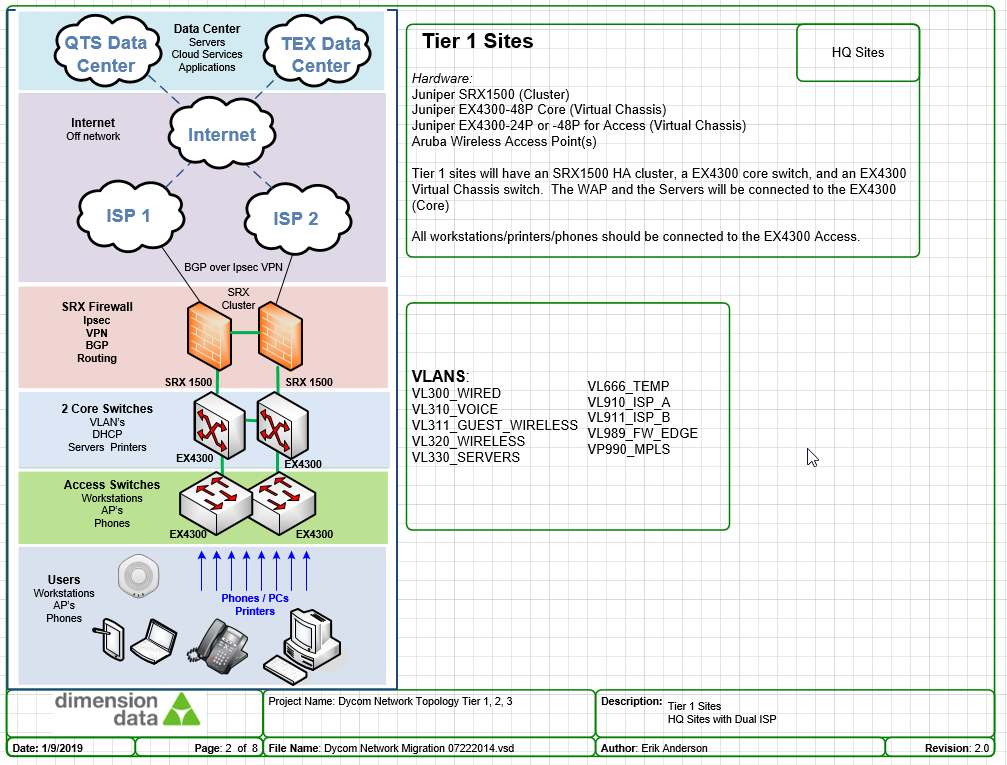 QTS Data
Center
Data Center
Servers
Cloud Services
Applications
TEX Data
Center
Internet
Off network
Internet
ISP 1
ISP 2
BGP over Ipsec VPN
SRX
Cluster
SRX Firewall
Ipsec
VPN
BGP
Routing
SRX 1500
SRX 1500
2 Core Switches
VLAN's
DHCP
Servers Printers
EX4300
EX4300
Access Switches
Workstations
AP's
Phones
EX4300
EX4300
Users
Workstations
AP's
Phones
Phones / PCs
Printers
Tier 1 Sites
HQ Sites
Hardware:
Juniper SRX1500 (Cluster)
Juniper EX4300-48P Core (Virtual Chassis)
Juniper EX4300-24P or -48P for Access (Virtual Chassis)
Aruba Wireless Access Point(s)
Tier 1 sites will have an SRX1500 HA cluster, a EX4300 core switch, and an EX4300
Virtual Chassis switch. The WAP and the Servers will be connected to the EX4300
(Core)
All workstations/printers/phones should be connected to the EX4300 Access.
VLANS:
VL300_WIRED
VL310_VOICE
VL311_GUEST_WIRELESS
VL320_WIRELESS
VL330_SERVERS
VL666_TEMP
VL910_ISP_A
VL911_ISP_B
VL989_FW_EDGE
VP990_MPLS
dimension
data
Project Name: Dycom Network Topology Tier 1, 2, 3
Description: Tier 1 Sites
HQ Sites with Dual ISP
Date: 1/9/2019
Page: 2 of 8
File Name: Dycom Network Migration 07222014.vsd
Author: Erik Anderson
Revision: 2.0